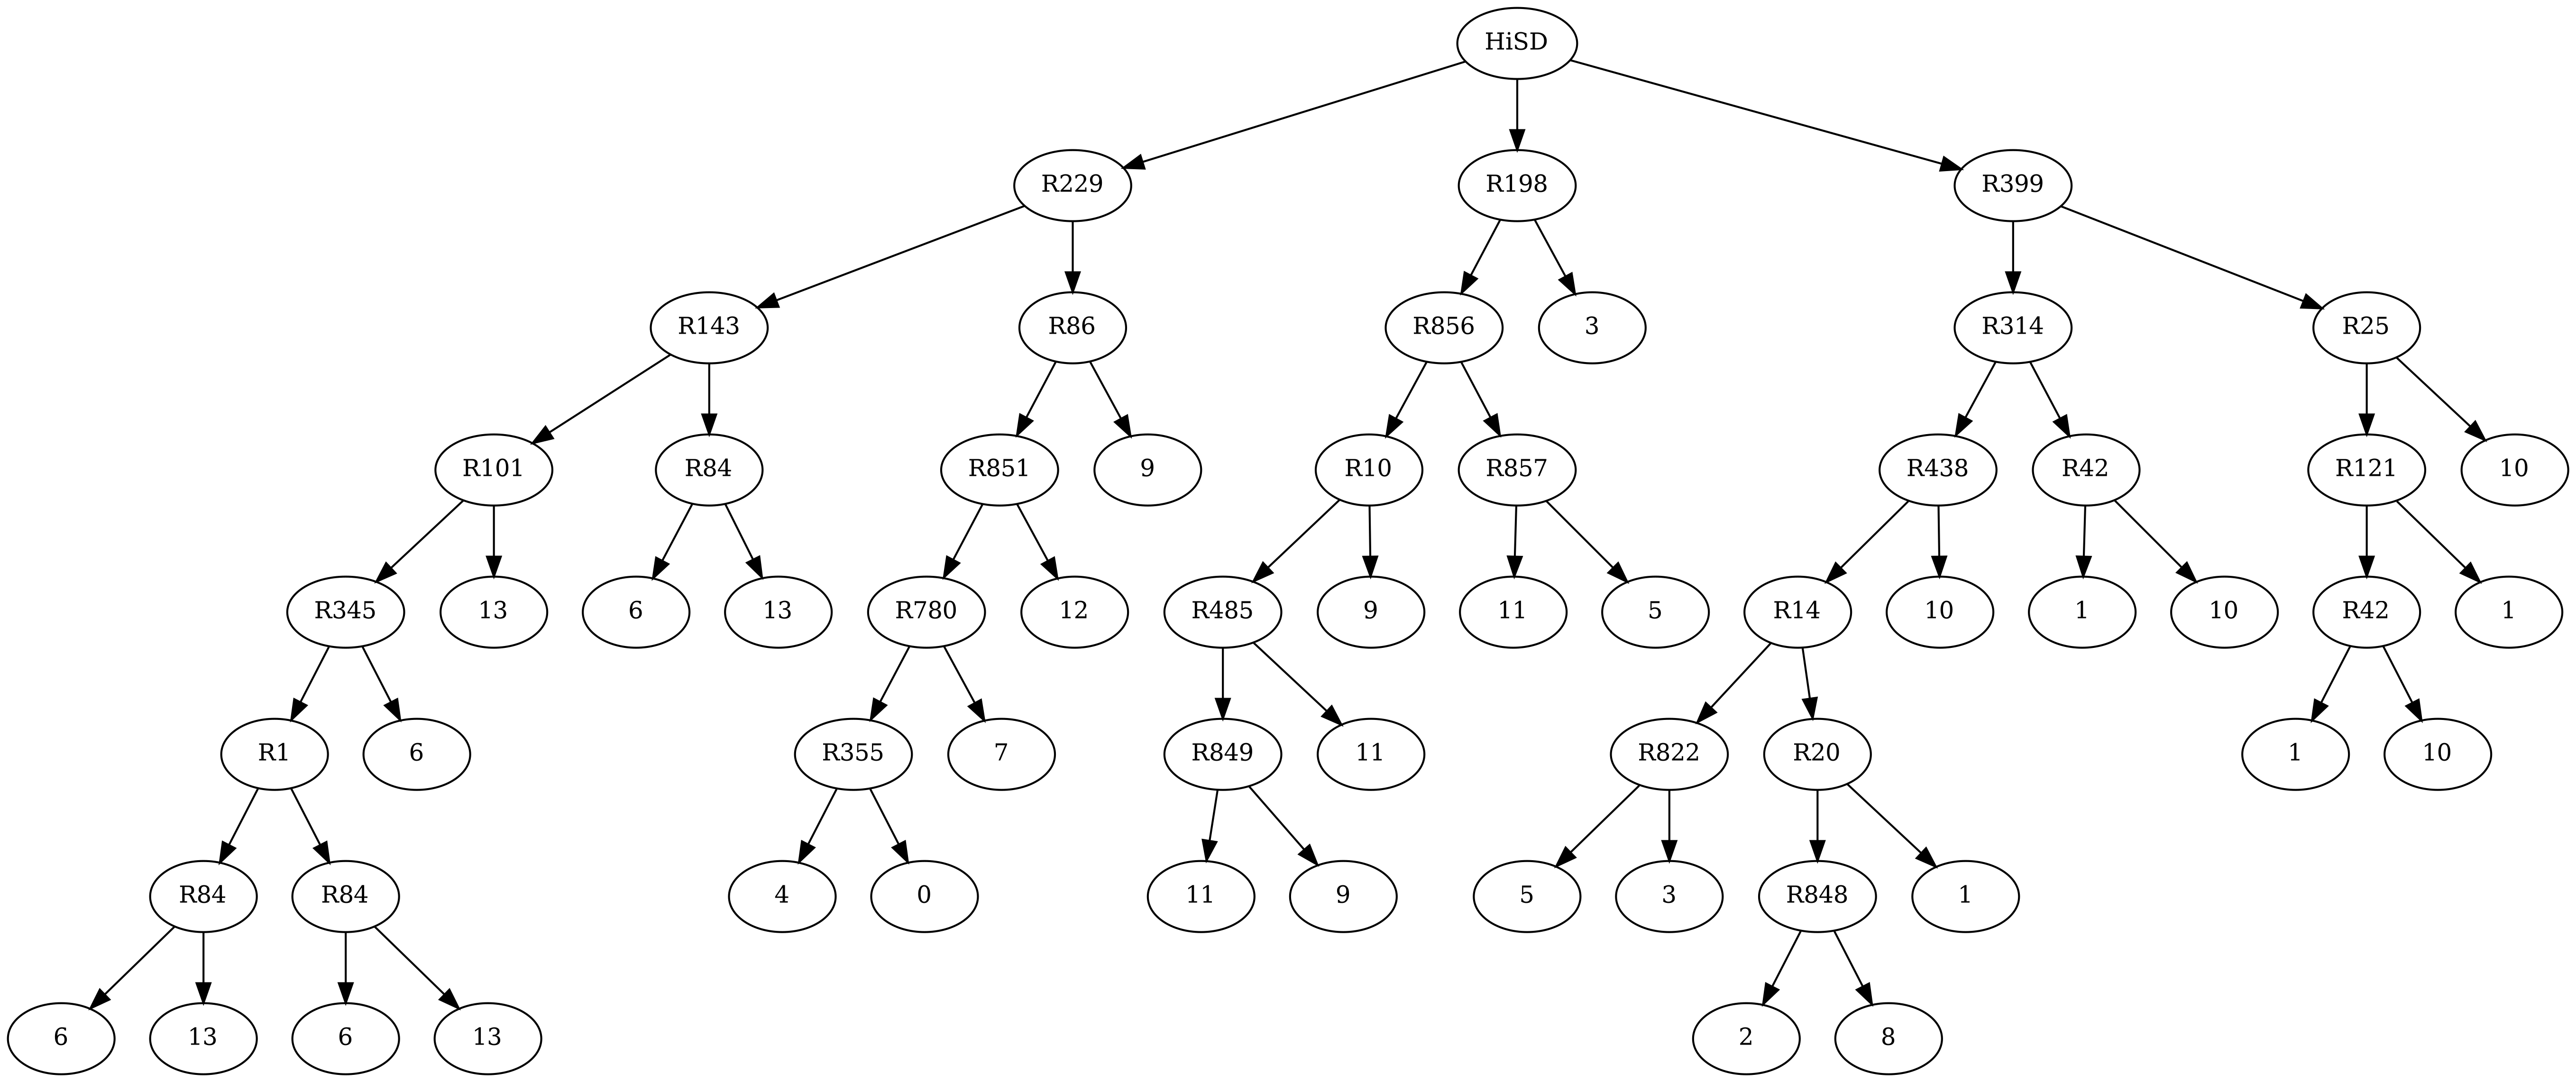 HiSD
R229 R198 R399
R143 R86 R856 3 R314 R25
R101 R84 R851 9 R10 R857 R438 R42 R121 10
R345 13 6 13 R780 12 R485 9 11 5 R14 10 1 10 R42 1
R1 6 R355 7 R849 11 R822 R20 1 10
R84 R84 4 0 11 9 5 3 R848 1
6 13 6 13 2 8